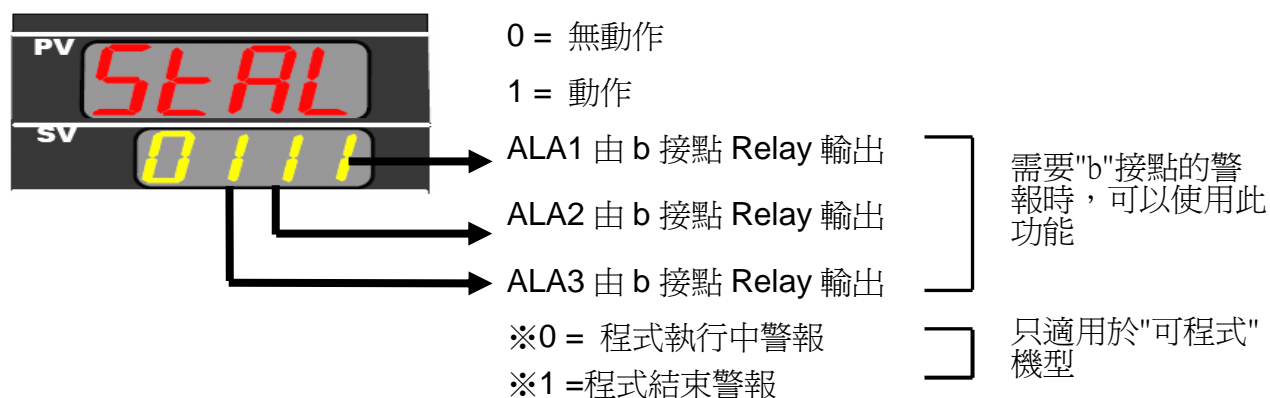 PV
StAL
SV
0111
0 = 無動作
1 = 動作
ALA1 由 b 接點 Relay 輸出
ALA2 由 b 接點 Relay 輸出
ALA3 由 b 接點 Relay 輸出
需要"b"接點的警
報時，可以使用此
功能
※0 = 程式執行中警報
※1 =程式結束警報
只適用於"可程式"
機型